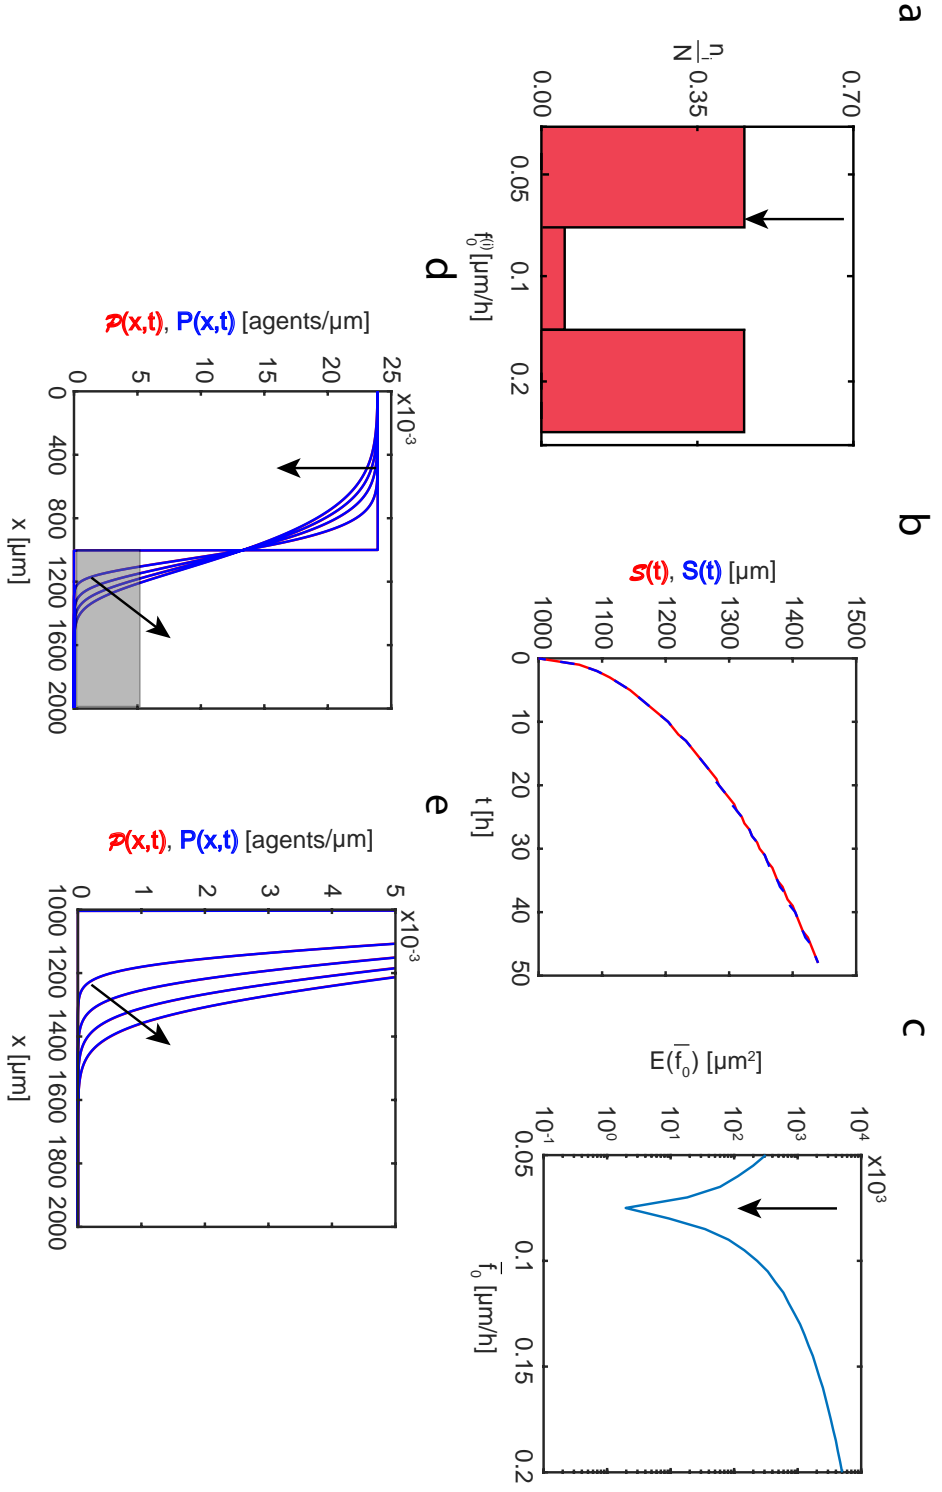 a
n_i
N
0.00
0.35
0.70
0.05
0.1
0.2
f_0^(i) [µm/h]
b
S(t), S(t) [µm]
1000
1100
1200
1300
1400
1500
0
10
20
30
40
50
t [h]
c
E(f_0) [µm²]
10^-1
10^0
10^1
10^2
10^3
10^4
x10^3
0.05
0.1
0.15
0.2
f_0 [µm/h]
d
P(x,t), P(x,t) [agents/µm]
0
5
10
15
20
25
x10^-3
0
400
8000
1200
1600
2000
x [µm]
e
P(x,t), P(x,t) [agents/µm]
0
1
2
3
4
5
x10^-3
1000
1200
1400
1600
1800
2000
x [µm]